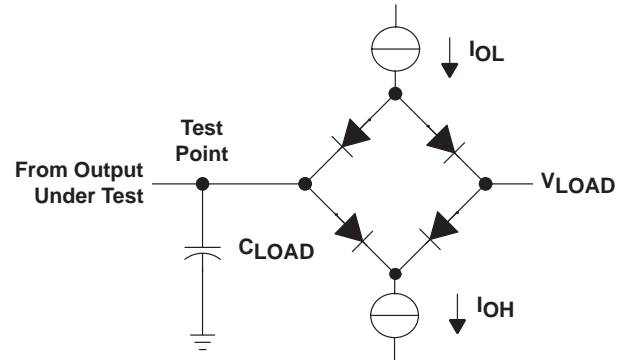 IOL
Test
Point
From Output
Under Test
VLOAD
CLOAD
IOH